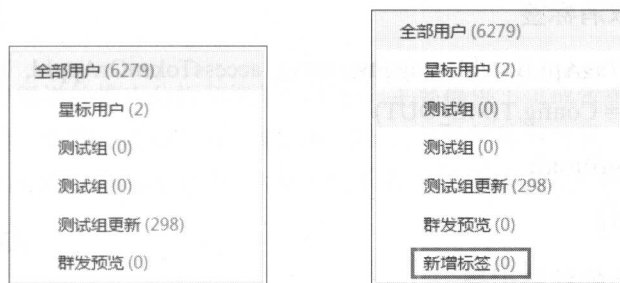 全部用户 (6279)
星标用户 (2)
测试组 (0)
测试组 (0)
测试组更新 (298)
群发预览 (0)
全部用户 (6279)
星标用户 (2)
测试组 (0)
测试组 (0)
测试组更新 (298)
群发预览 (0)
新增标签 (0)